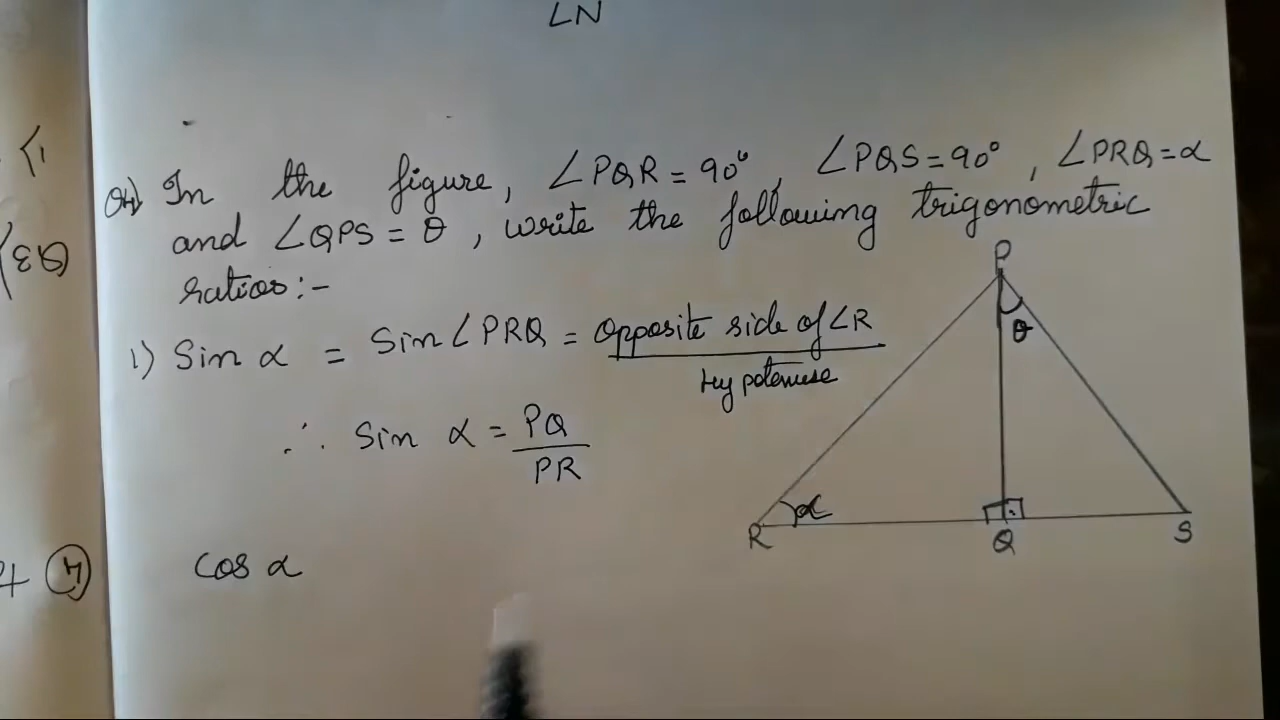 ∠N
Q4) In the figure, ∠PQR = 90°, ∠PQS = 90°, ∠PRQ = α
and ∠QPS = θ, write the following trigonometric
ratios:-
1) Sin α = Sin ∠PRQ = Opposite side of ∠R
Hypotenuse
∴ Sin α = PQ
PR
cos α
P
θ
R
α
Q
S